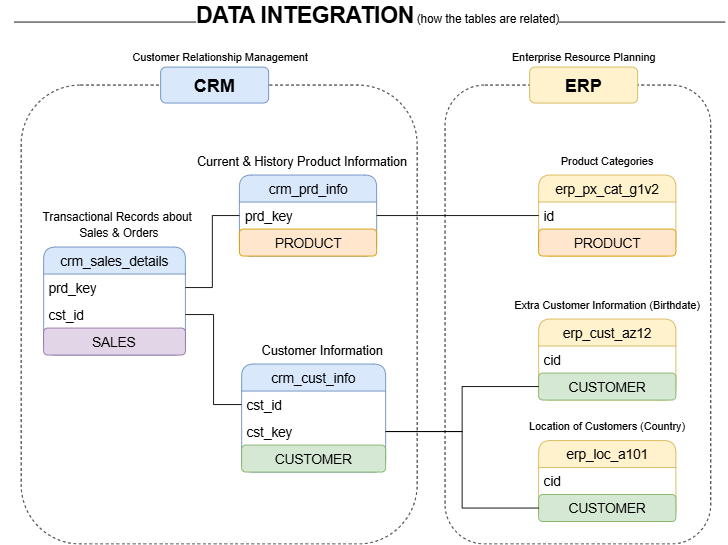 DATA INTEGRATION (how the tables are related)
Customer Relationship Management
CRM
Enterprise Resource Planning
ERP
Current & History Product Information
crm_prd_info
prd_key
PRODUCT
Product Categories
erp_px_cat_g1v2
id
PRODUCT
Transactional Records about
Sales & Orders
crm_sales_details
prd_key
cst_id
SALES
Extra Customer Information (Birthdate)
erp_cust_az12
cid
CUSTOMER
Customer Information
crm_cust_info
cst_id
cst_key
CUSTOMER
Location of Customers (Country)
erp_loc_a101
cid
CUSTOMER